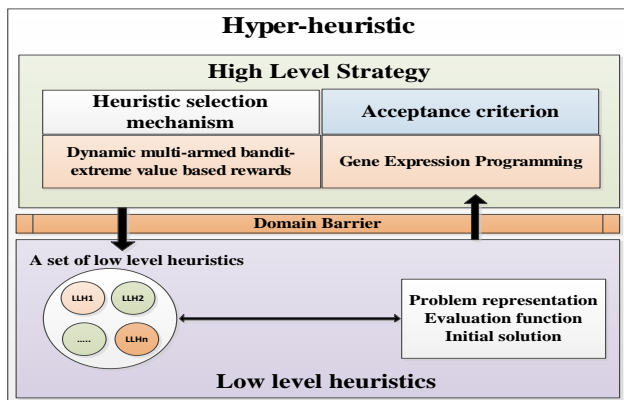 Hyper-heuristic
High Level Strategy
Heuristic selection
mechanism
Acceptance criterion
Dynamic multi-armed bandit-
extreme value based rewards
Gene Expression Programming
Domain Barrier
A set of low level heuristics
LLH1
LLH2
.....
LLHn
Problem representation
Evaluation function
Initial solution
Low level heuristics